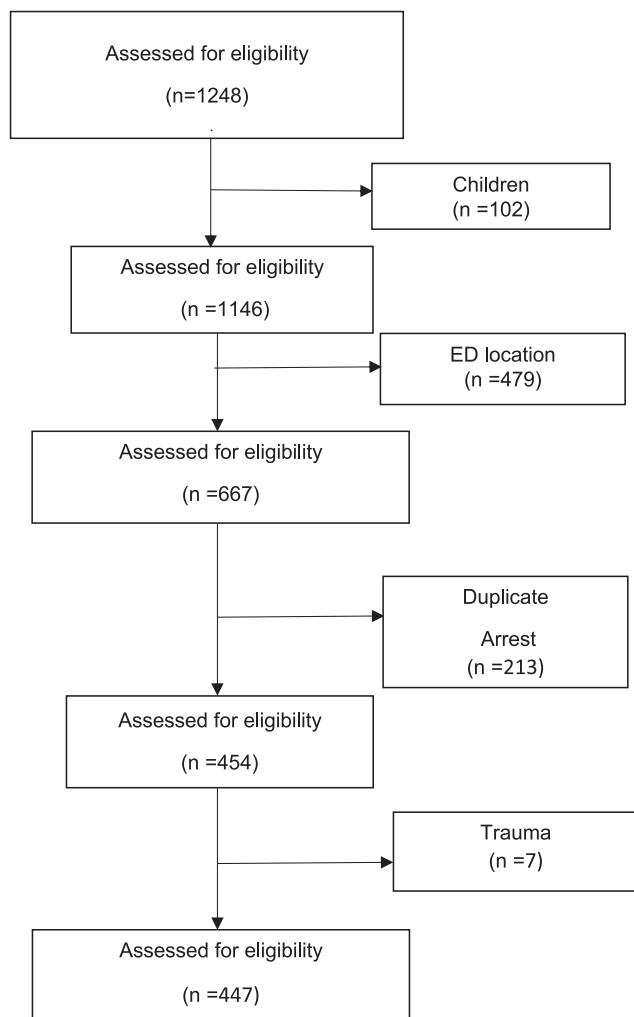 Assessed for eligibility
(n=1248)
Children
(n =102)
Assessed for eligibility
(n =1146)
ED location
(n =479)
Assessed for eligibility
(n =667)
Duplicate
Arrest
(n =213)
Assessed for eligibility
(n =454)
Trauma
(n =7)
Assessed for eligibility
(n =447)